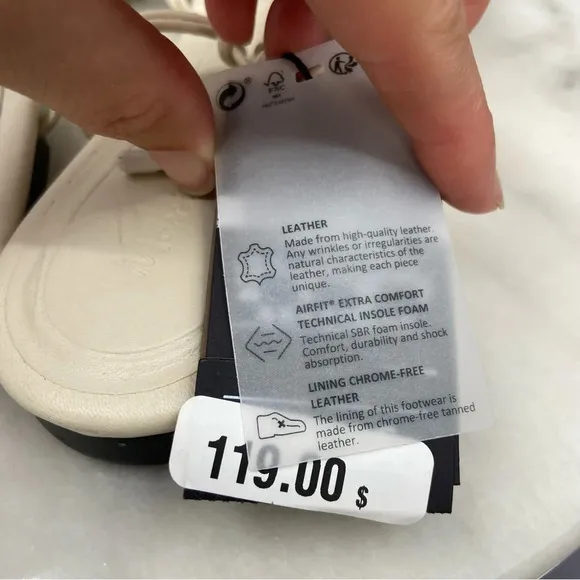 FSC
LEATHER
Made from high-quality leather.
Any wrinkles or irregularities are
natural characteristics of the
leather, making each piece
unique.
AIRFIT® EXTRA COMFORT
TECHNICAL INSOLE FOAM
Technical SBR foam insole.
Comfort, durability and shock
absorption.
LINING CHROME-FREE
LEATHER
The lining of this footwear is
made from chrome-free tanned
leather.
119.00 $